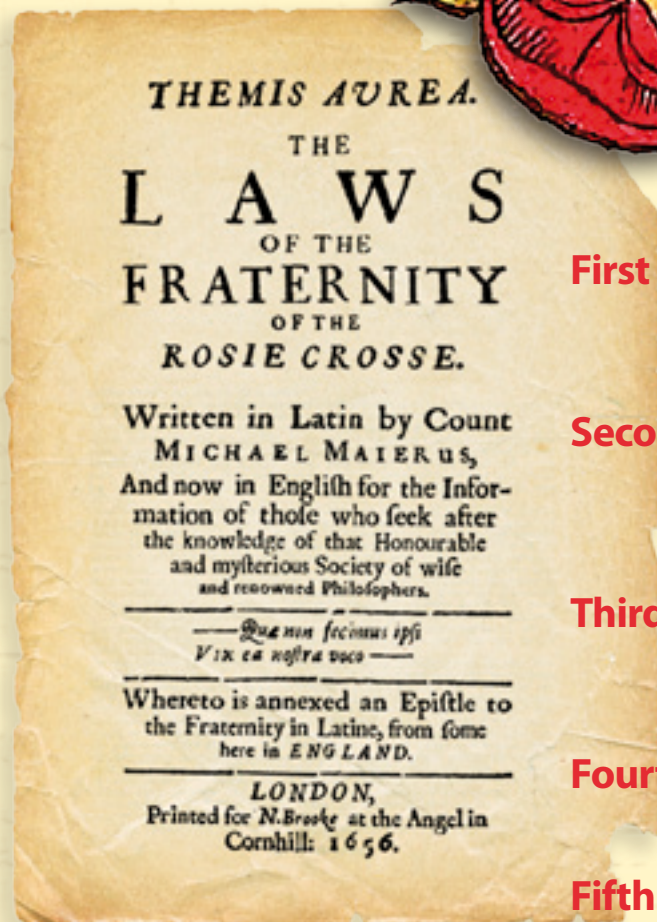 THEMIS AUREA.
THE
LAWS
OF THE
FRATERNITY
OF THE
ROSIE CROSSE.
Written in Latin by Count
MICHAEL MAIERUS,
And now in Engliſh for the Infor-
mation of thoſe who ſeek after
the knowledge of that Honourable
and myſterious Society of wiſe
and renowned Philoſophers.
——Quæ non fecimus ipſi
Vix ea noſtra voco——
Whereto is annexed an Epiſtle to
the Fraternity in Latine, from ſome
here in ENGLAND.
LONDON,
Printed for N.Brooke at the Angel in
Cornhill: 1656.
First
Seco
Third
Fourt
Fifth